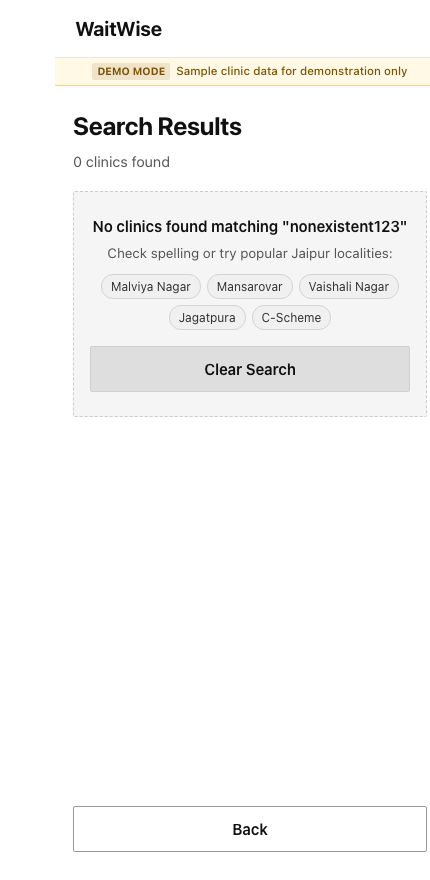 WaitWise
DEMO MODE Sample clinic data for demonstration only
Search Results
0 clinics found
No clinics found matching "nonexistent123"
Check spelling or try popular Jaipur localities:
Malviya Nagar Mansarovar Vaishali Nagar
Jagatpura C-Scheme
Clear Search
Back